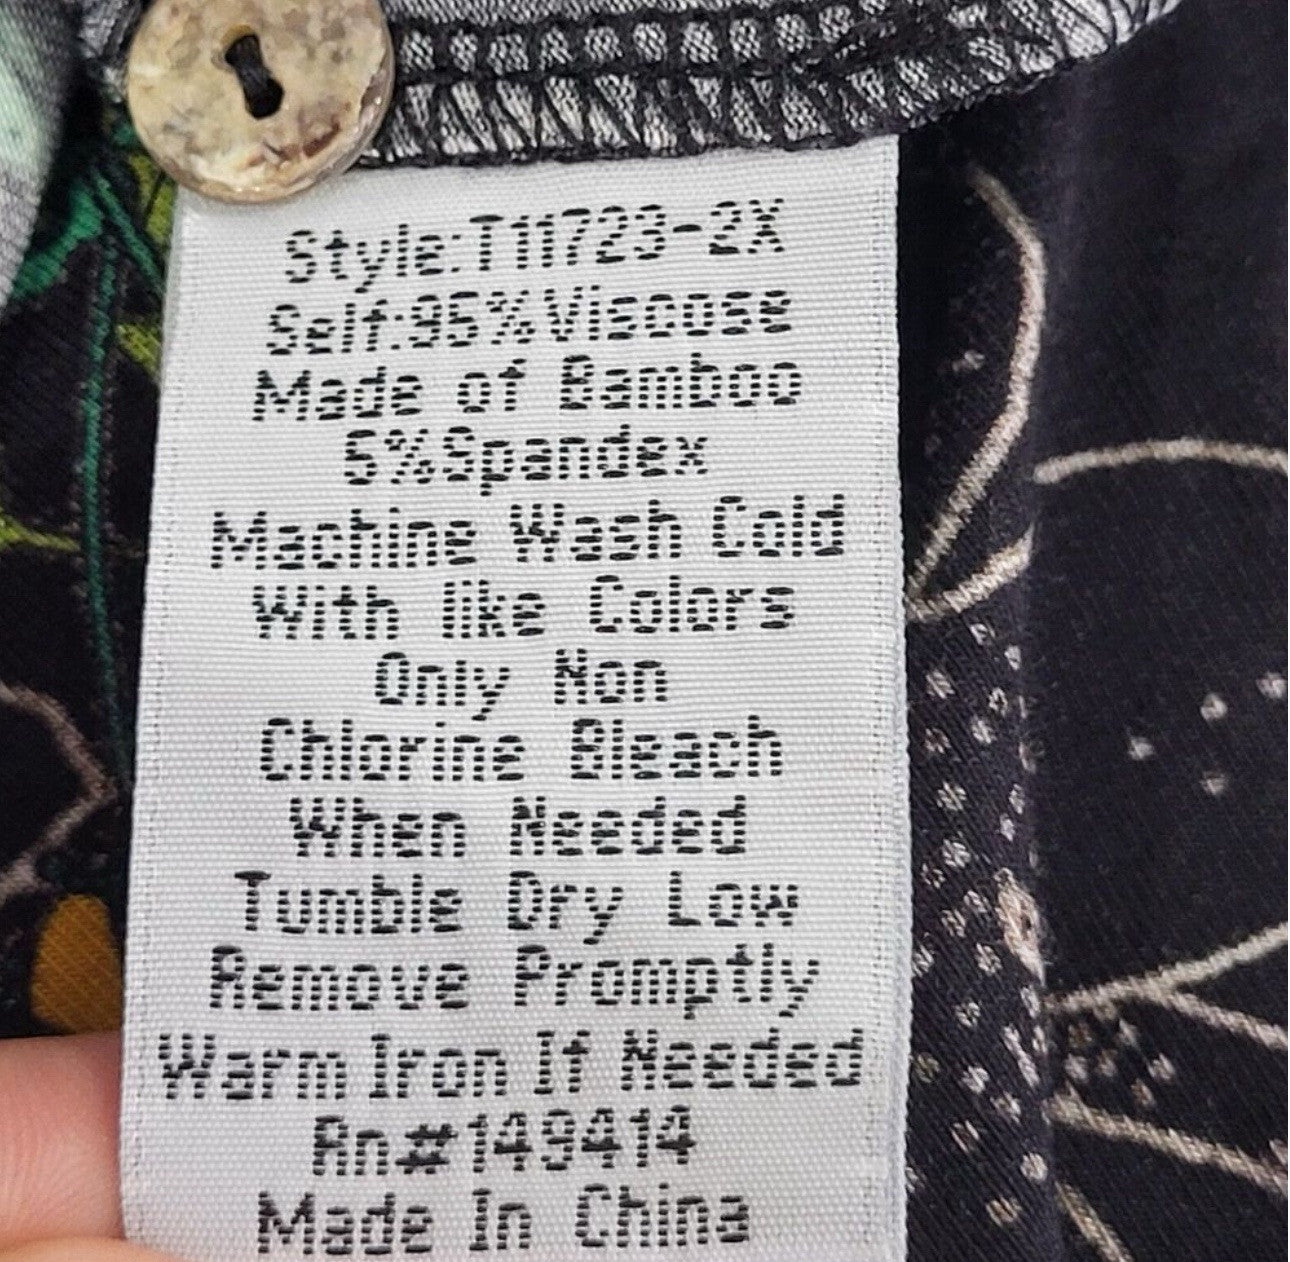 Style:T11723-2X
Self:95%Viscose
Made of Bamboo
5%Spandex
Machine Wash Cold
With like Colors
Only Non
Chlorine Bleach
When Needed
Tumble Dry Low
Remove Promptly
Warm Iron If Needed
Rn#149414
Made In China